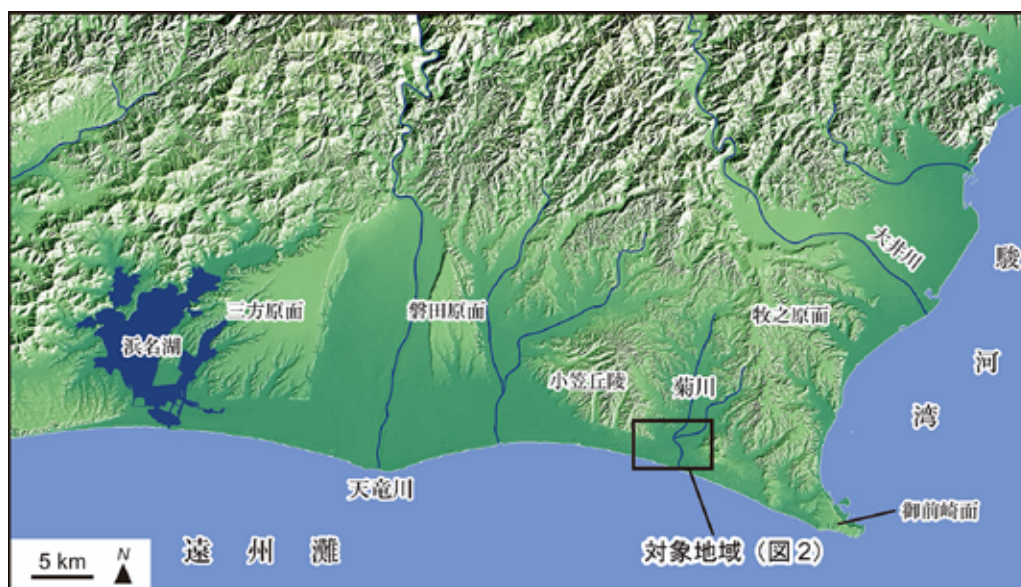 三方原面
浜名湖
磐田原面
天竜川
小笠丘陵
菊川
牧之原面
大井川
駿
河
湾
御前崎面
対象地域（図2）
遠州灘
5 km
N